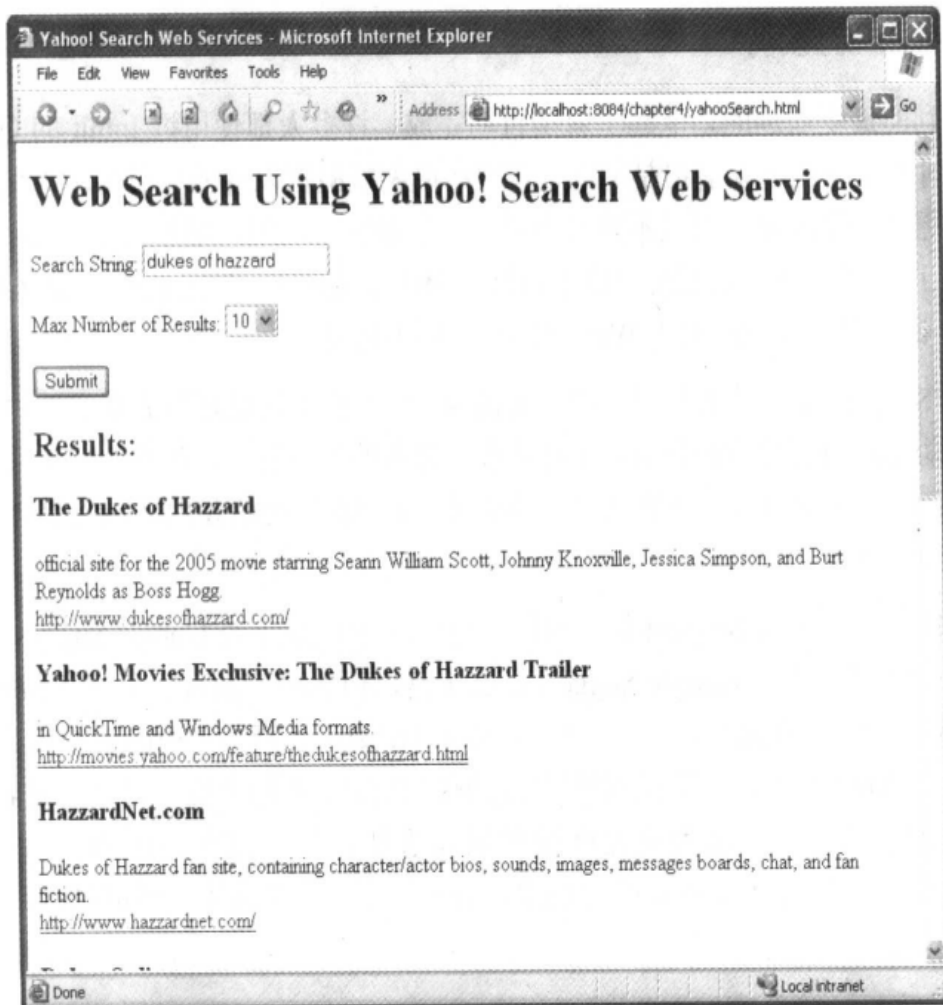 Yahoo! Search Web Services - Microsoft Internet Explorer
File Edit View Favorites Tools Help
Address http://localhost:8084/chapter4/yahooSearch.html Go
Web Search Using Yahoo! Search Web Services
Search String: dukes of hazzard
Max Number of Results: 10
Submit
Results:
The Dukes of Hazzard
official site for the 2005 movie starring Seann William Scott, Johnny Knoxville, Jessica Simpson, and Burt
Reynolds as Boss Hogg.
http://www.dukesofhazzard.com/
Yahoo! Movies Exclusive: The Dukes of Hazzard Trailer
in QuickTime and Windows Media formats.
http://movies.yahoo.com/feature/thedukesofhazzard.html
HazzardNet.com
Dukes of Hazzard fan site, containing character/actor bios, sounds, images, messages boards, chat, and fan
fiction.
http://www.hazzardnet.com/
Done Local intranet